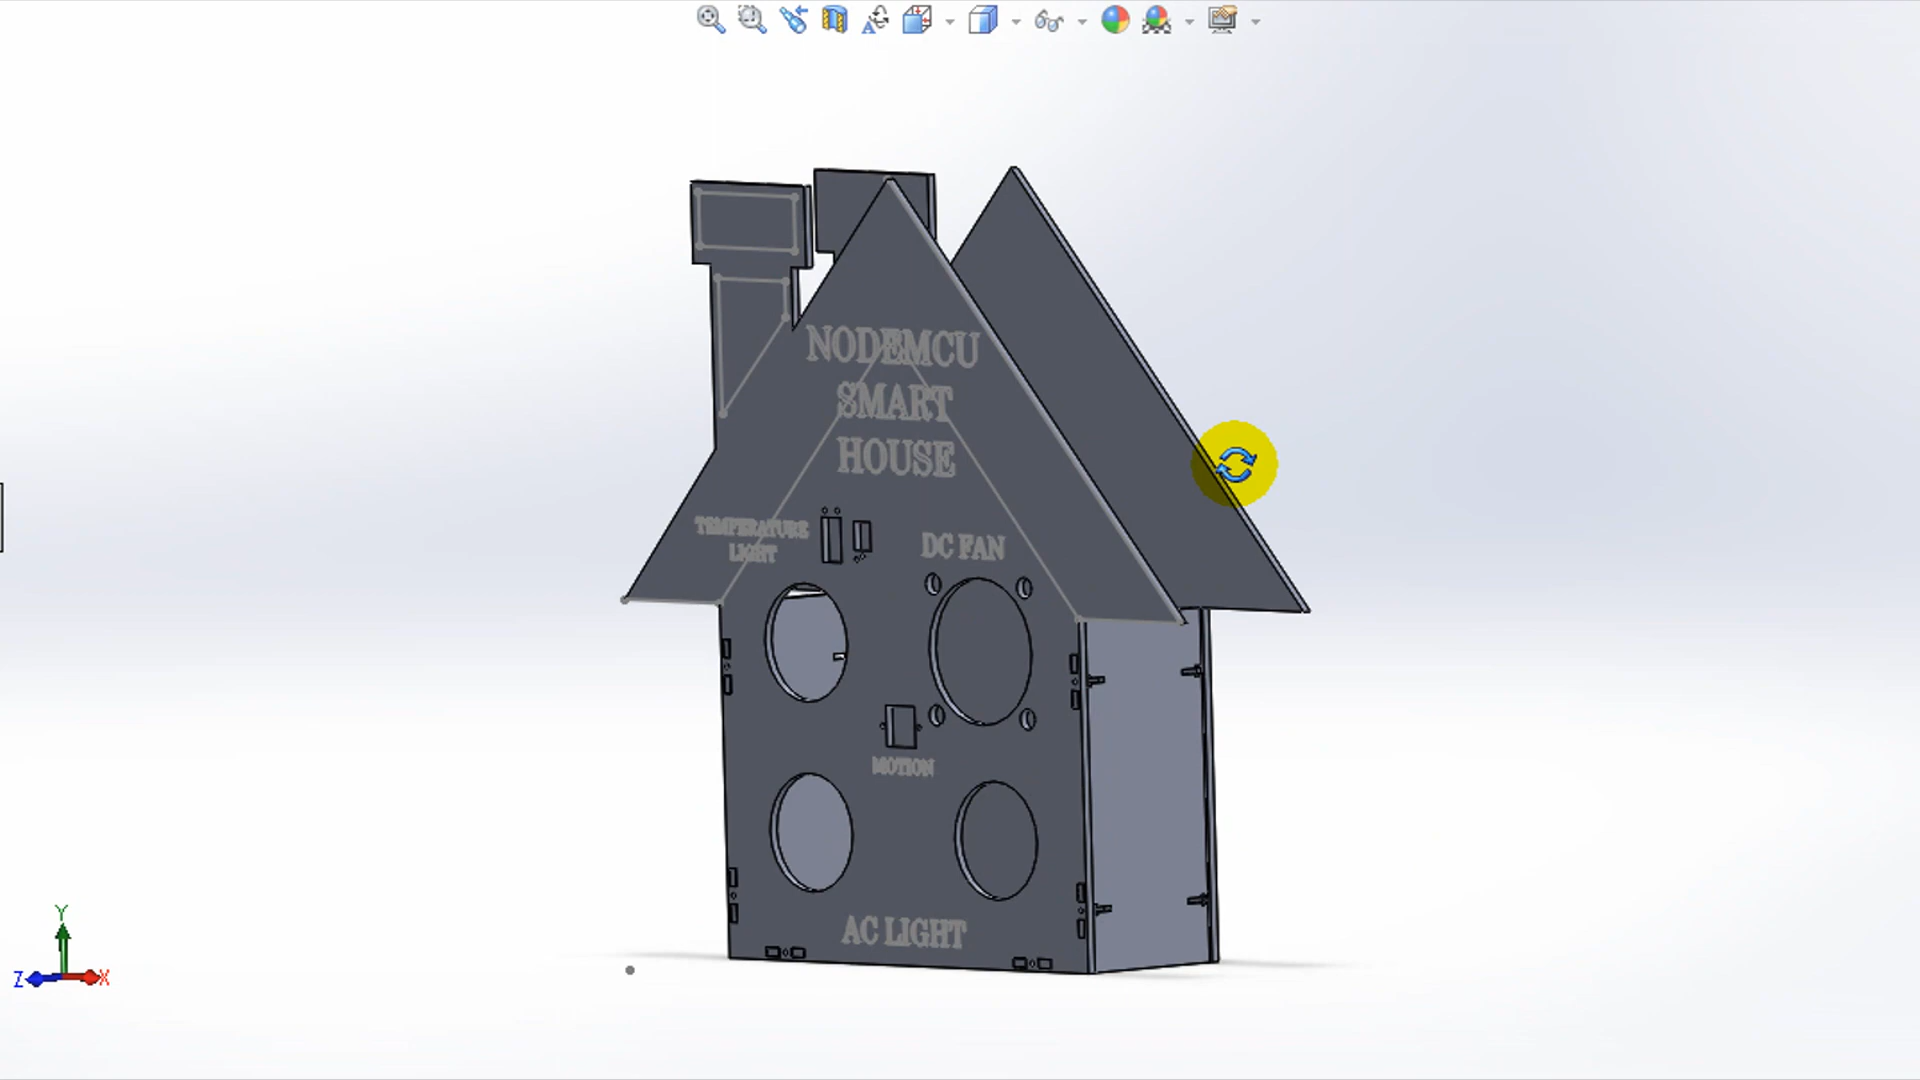 NODEMCU
SMART
HOUSE
TEMPERATURE
LIGHT
DC FAN
MOTION
AC LIGHT
Y
Z
X